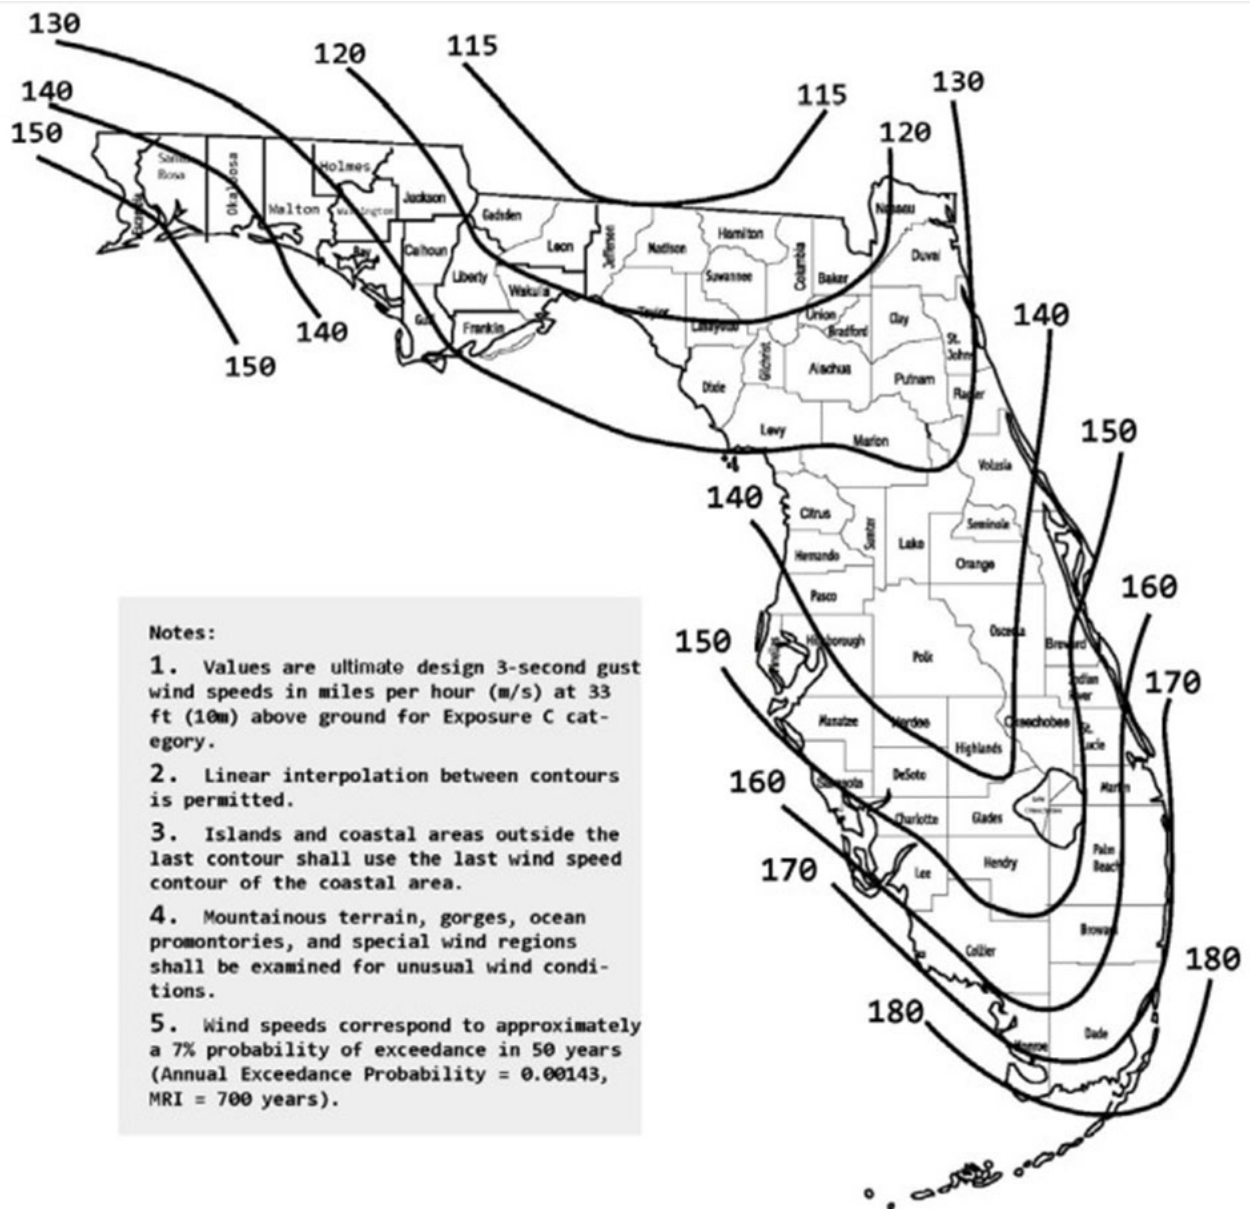 130
120
115
115
130
120
140
150
Santa
Rosa
Okaloosa
Holmes
Walton
Washington
Jackson
Gadsden
Bay
Calhoun
Liberty
Leon
Jefferson
Wakulla
Gulf
Franklin
Madison
Hamilton
Suwannee
Columbia
Baker
Nassau
Duval
Taylor
Lafayette
Union
Bradford
Clay
St.
Johns
140
140
150
Dixie
Gilchrist
Alachua
Putnam
Flagler
Levy
Marion
Volusia
150
140
Citrus
Sumter
Lake
Seminole
Hernando
Orange
Pasco
160
150
Pinellas
Hillsborough
Polk
Osceola
Brevard
Indian
River
170
Manatee
Hardee
Highlands
Okeechobee
St.
Lucie
160
Sarasota
DeSoto
Martin
Charlotte
Glades
170
Lee
Hendry
Palm
Beach
Collier
Broward
180
180
Monroe
Dade
Notes:
1. Values are ultimate design 3-second gust
wind speeds in miles per hour (m/s) at 33
ft (10m) above ground for Exposure C cat-
egory.
2. Linear interpolation between contours
is permitted.
3. Islands and coastal areas outside the
last contour shall use the last wind speed
contour of the coastal area.
4. Mountainous terrain, gorges, ocean
promontories, and special wind regions
shall be examined for unusual wind condi-
tions.
5. Wind speeds correspond to approximately
a 7% probability of exceedance in 50 years
(Annual Exceedance Probability = 0.00143,
MRI = 700 years).